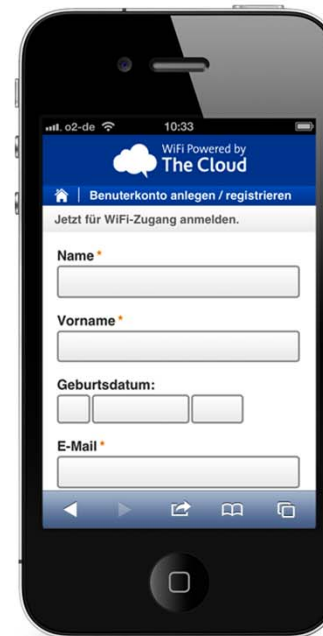 o2-de 10:33
WiFi Powered by
The Cloud
Benuterkonto anlegen / registrieren
Jetzt für WiFi-Zugang anmelden.
Name *
Vorname *
Geburtsdatum:
E-Mail *